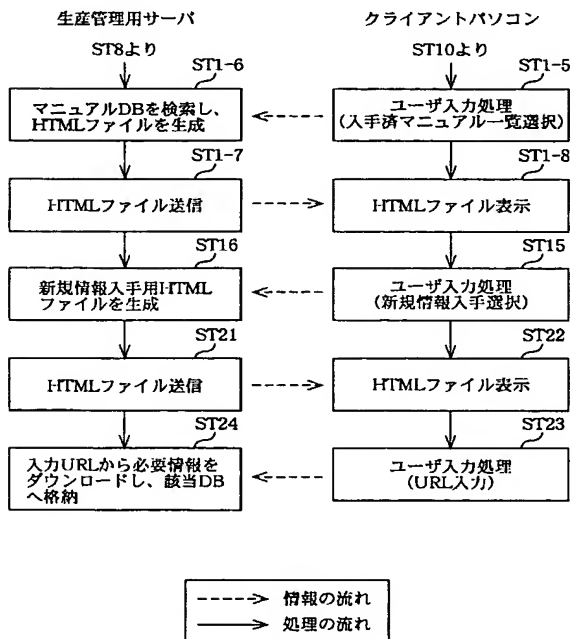 生産管理用サーバ
クライアントパソコン
ST8より
ST10より
ST1-6
ST1-5
マニュアルDBを検索し、
HTMLファイルを生成
ユーザ入力処理
(入手済マニュアル一覧選択)
ST1-7
ST1-8
HTMLファイル送信
HTMLファイル表示
ST16
ST15
新規情報入手用HTML
ファイルを生成
ユーザ入力処理
(新規情報入手選択)
ST21
ST22
HTMLファイル送信
HTMLファイル表示
ST24
ST23
入力URLから必要情報を
ダウンロードし、該当DB
へ格納
ユーザ入力処理
(URL入力)
情報の流れ
処理の流れ